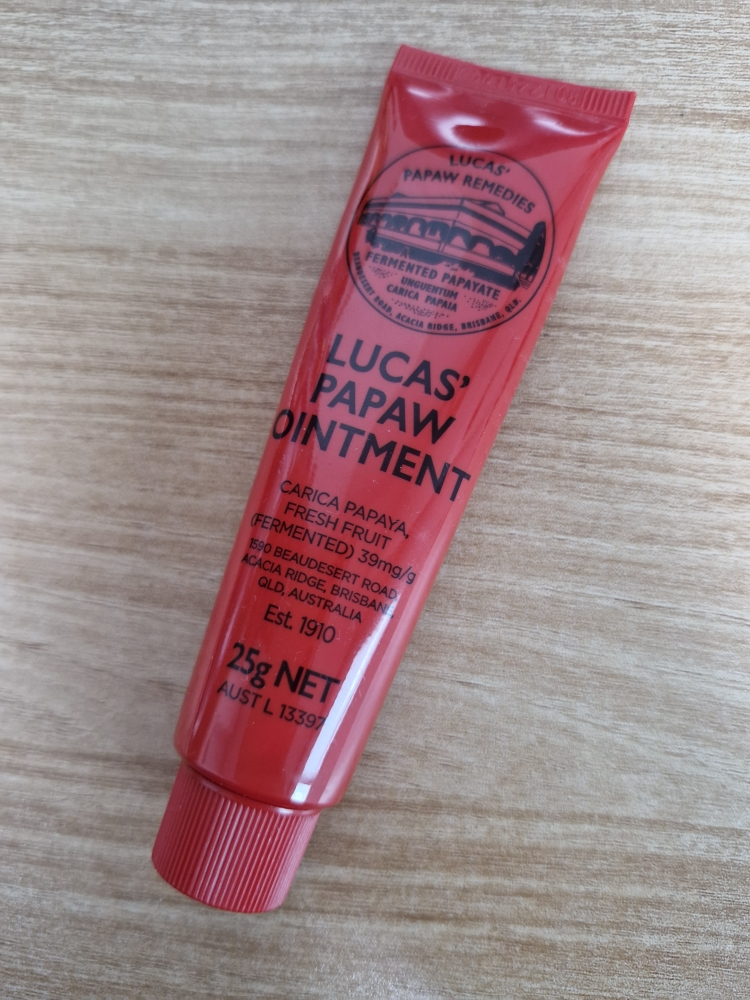 LUCAS'
PAPAW REMEDIES
FERMENTED PAPAYATE
UNGUENTUM
CARICA PAPAIA
BEAUDESERT ROAD, ACACIA RIDGE, BRISBANE, QLD.
LUCAS'
PAPAW
OINTMENT
CARICA PAPAYA,
FRESH FRUIT
(FERMENTED) 39mg/g
1590 BEAUDESERT ROAD
ACACIA RIDGE, BRISBANE
QLD, AUSTRALIA
Est. 1910
25g NET
AUST L 13397